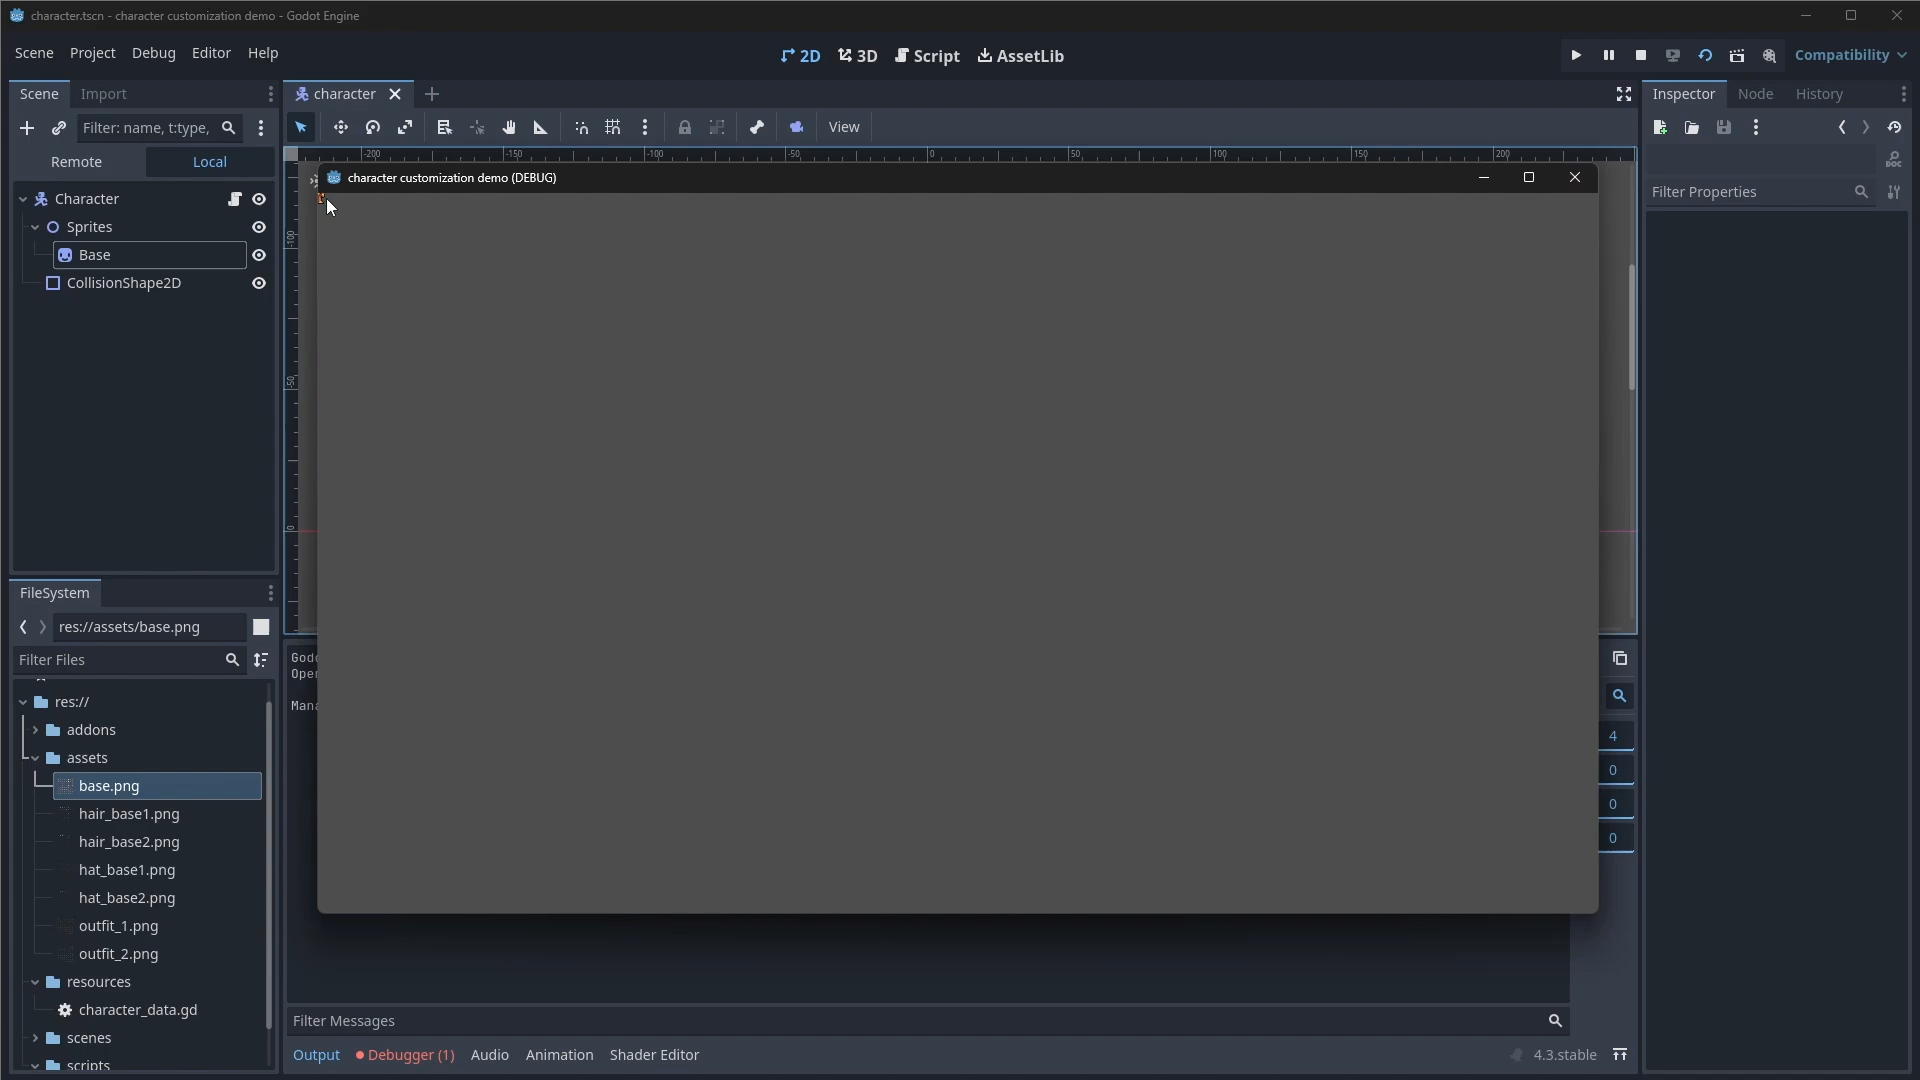 character.tscn - character customization demo - Godot Engine
Scene Project Debug Editor Help
2D 3D Script AssetLib
Compatibility
Scene Import
character
Inspector Node History
Filter: name, t:type,
View
Remote Local
-200 -150 -100 -50 0 50 100 150 200
character customization demo (DEBUG)
DOC
Filter Properties
Character
Sprites
Base
CollisionShape2D
-100
-50
0
FileSystem
res://assets/base.png
Filter Files
res://
addons
assets
base.png
hair_base1.png
hair_base2.png
hat_base1.png
hat_base2.png
outfit_1.png
outfit_2.png
resources
character_data.gd
scenes
scripts
4
0
0
0
Filter Messages
Output Debugger (1) Audio Animation Shader Editor
4.3.stable